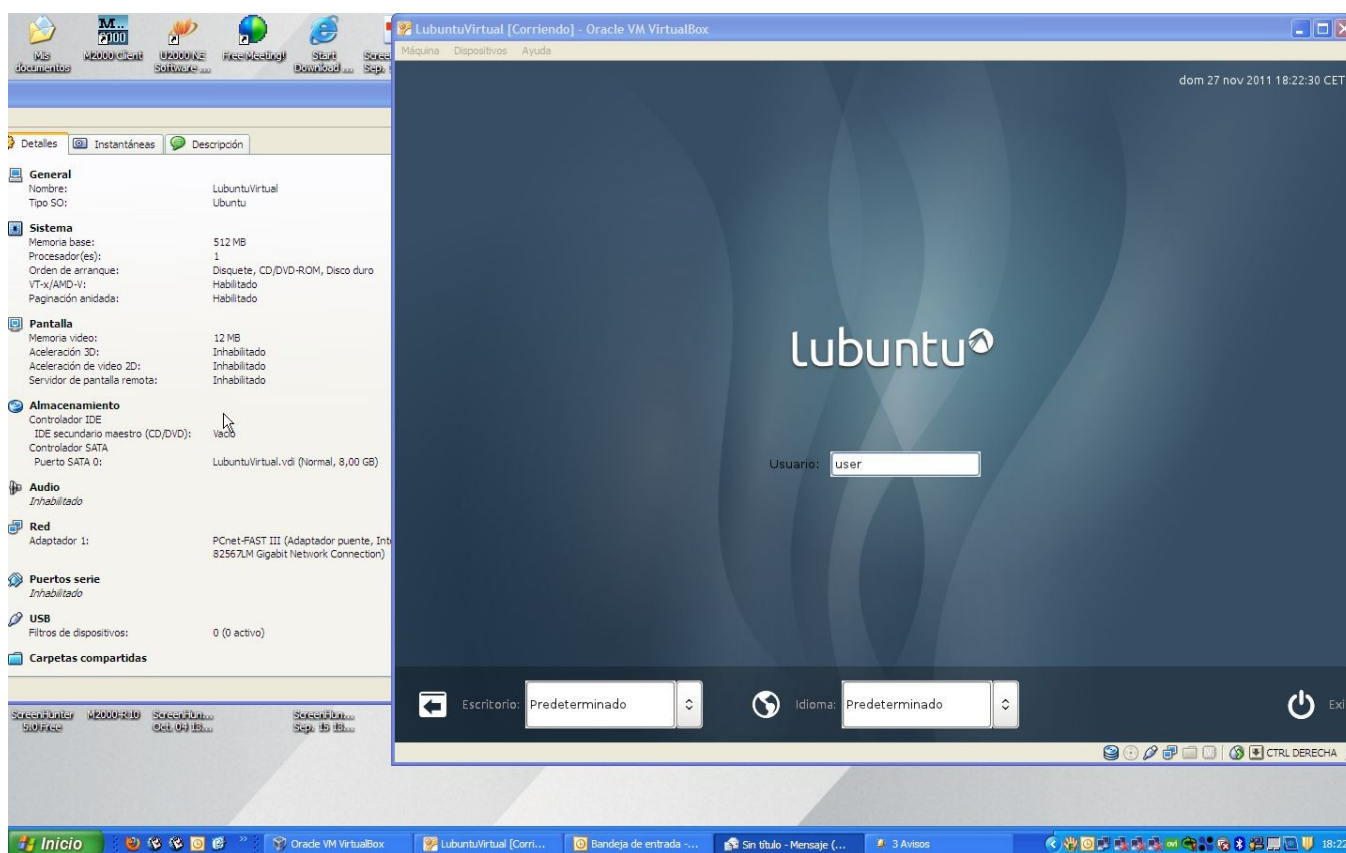 Mis documentos
M2000 Client
U2000 NE Software ...
FreeMeetingU
Start Download ...
LubuntuVirtual [Corriendo] - Oracle VM VirtualBox
Máquina Dispositivos Ayuda
dom 27 nov 2011 18:22:30 CET
Detalles Instantáneas Descripción
General
Nombre: LubuntuVirtual
Tipo SO: Ubuntu
Sistema
Memoria base: 512 MB
Procesador(es): 1
Orden de arranque: Disquete, CD/DVD-ROM, Disco duro
VT-x/AMD-V: Habilitado
Paginación anidada: Habilitado
Pantalla
Memoria video: 12 MB
Aceleración 3D: Inhabilitado
Aceleración de video 2D: Inhabilitado
Servidor de pantalla remota: Inhabilitado
Almacenamiento
Controlador IDE
IDE secundario maestro (CD/DVD): Vacío
Controlador SATA
Puerto SATA 0: LubuntuVirtual.vdi (Normal, 8,00 GB)
Audio
Inhabilitado
Red
Adaptador 1: PCnet-FAST III (Adaptador puente, Int
82567LM Gigabit Network Connection)
Puertos serie
Inhabilitado
USB
Filtros de dispositivos: 0 (0 activo)
Carpetas compartidas
Lubuntu
Usuario: user
Escritorio: Predeterminado
Idioma: Predeterminado
Exi
CTRL DERECHA
Inicio
Oracle VM VirtualBox
LubuntuVirtual [Corri...
Bandeja de entrada -...
Sin título - Mensaje (...
3 Avisos
18:22